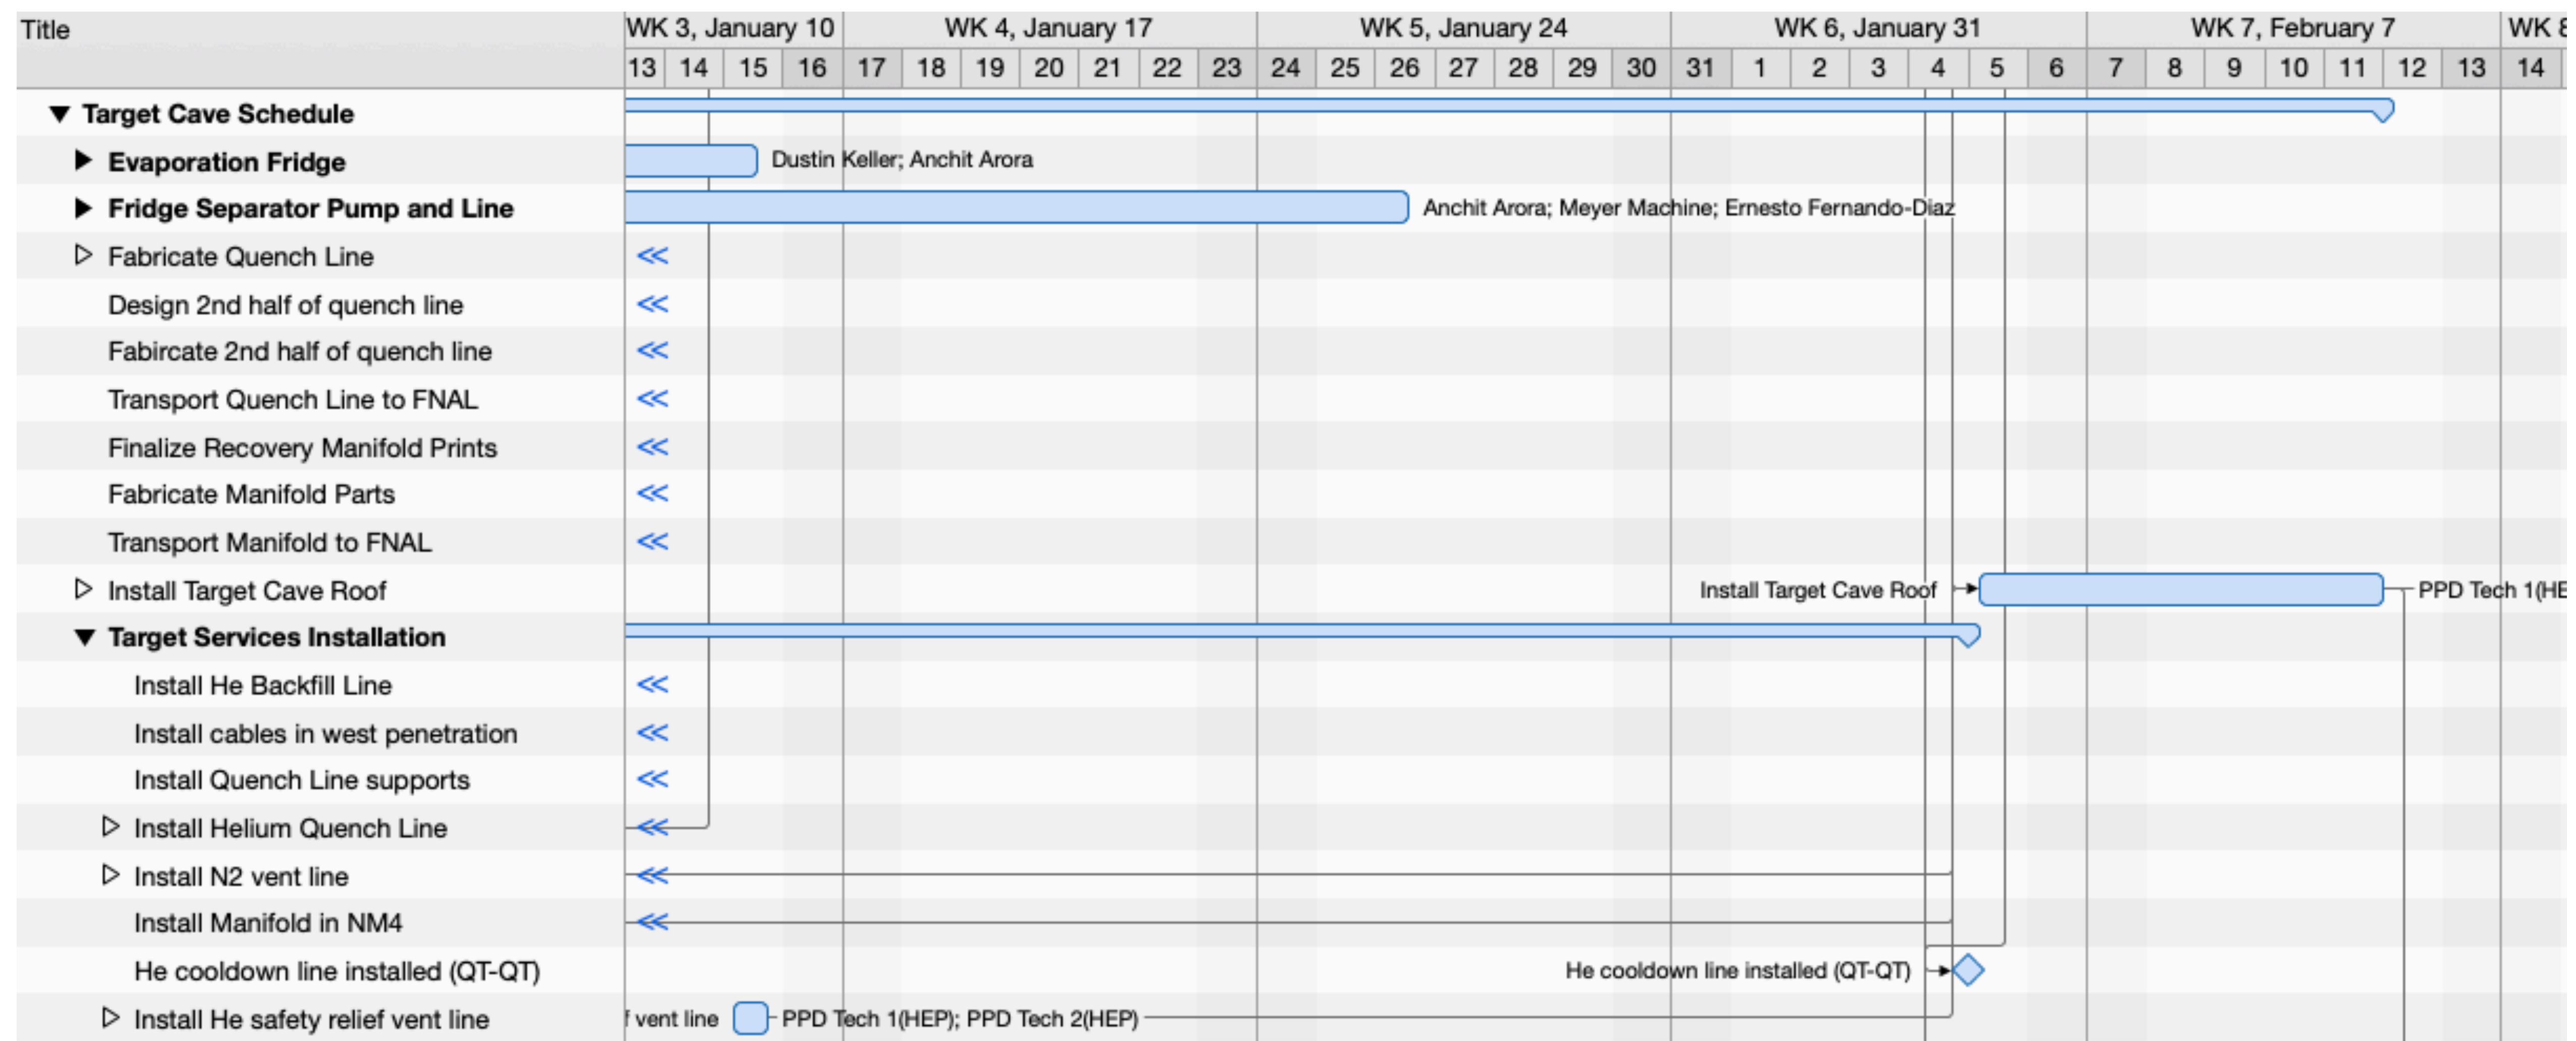 Title
WK 3, January 10 WK 4, January 17 WK 5, January 24 WK 6, January 31 WK 7, February 7 WK 8
13 14 15 16 17 18 19 20 21 22 23 24 25 26 27 28 29 30 31 1 2 3 4 5 6 7 8 9 10 11 12 13 14
Target Cave Schedule
Evaporation Fridge Dustin Keller; Anchit Arora
Fridge Separator Pump and Line Anchit Arora; Meyer Machine; Ernesto Fernando-Diaz
Fabricate Quench Line
Design 2nd half of quench line
Fabircate 2nd half of quench line
Transport Quench Line to FNAL
Finalize Recovery Manifold Prints
Fabricate Manifold Parts
Transport Manifold to FNAL
Install Target Cave Roof Install Target Cave Roof PPD Tech 1(HE
Target Services Installation
Install He Backfill Line
Install cables in west penetration
Install Quench Line supports
Install Helium Quench Line
Install N2 vent line
Install Manifold in NM4
He cooldown line installed (QT-QT) He cooldown line installed (QT-QT)
Install He safety relief vent line f vent line PPD Tech 1(HEP); PPD Tech 2(HEP)